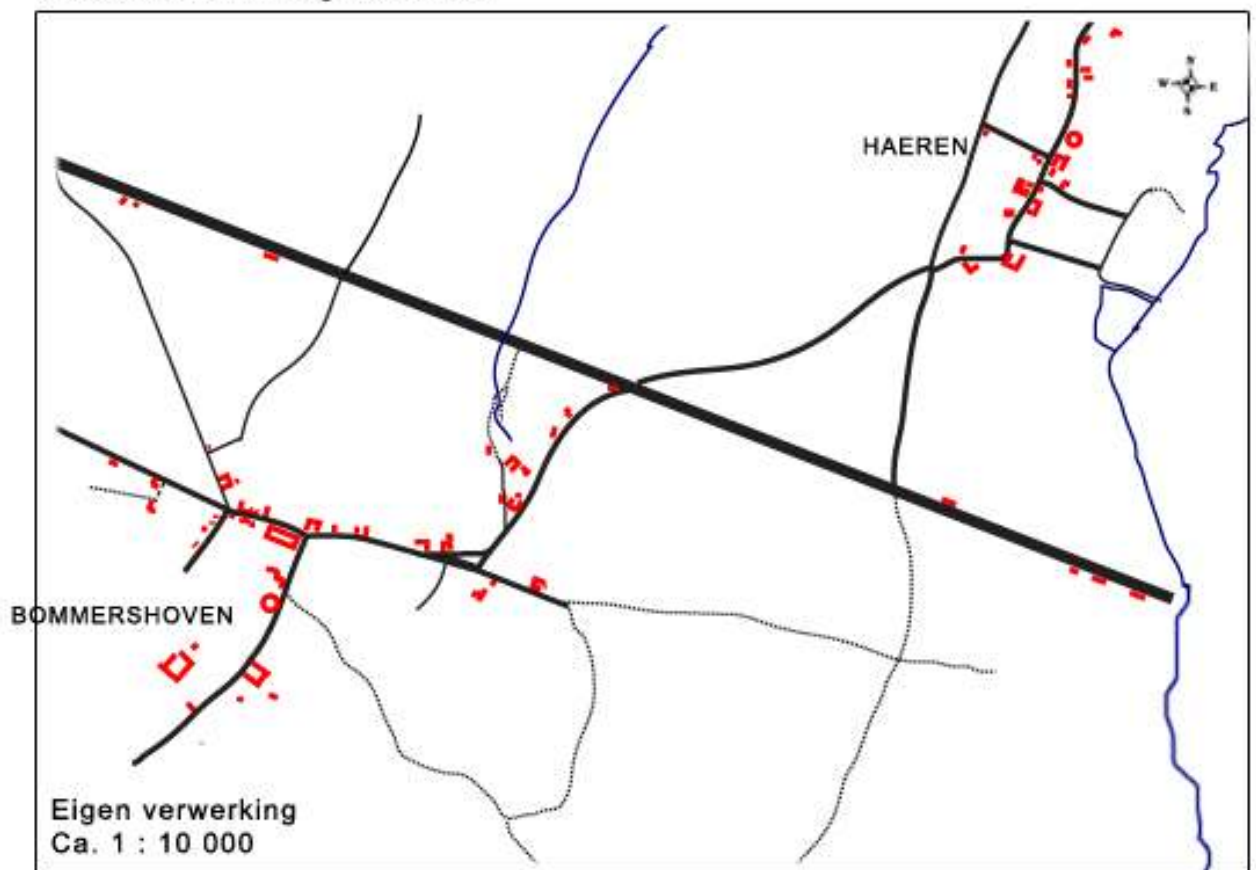 HAEREN
N
W E
N
BOMMERSHOVEN
Eigen verwerking
Ca. 1 : 10 000